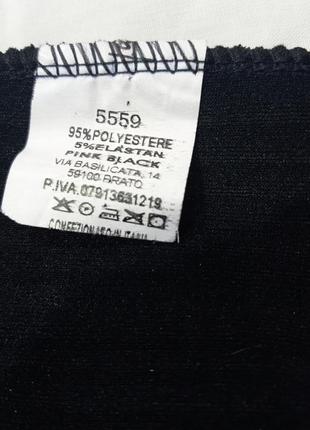 5559
95%POLYESTERE
5%ELASTAN
PINK BLACK
VIA BASILICATA, 14
59100 PRATO
P.IVA.07913631219
CONFEZIONATO IN ITALIA